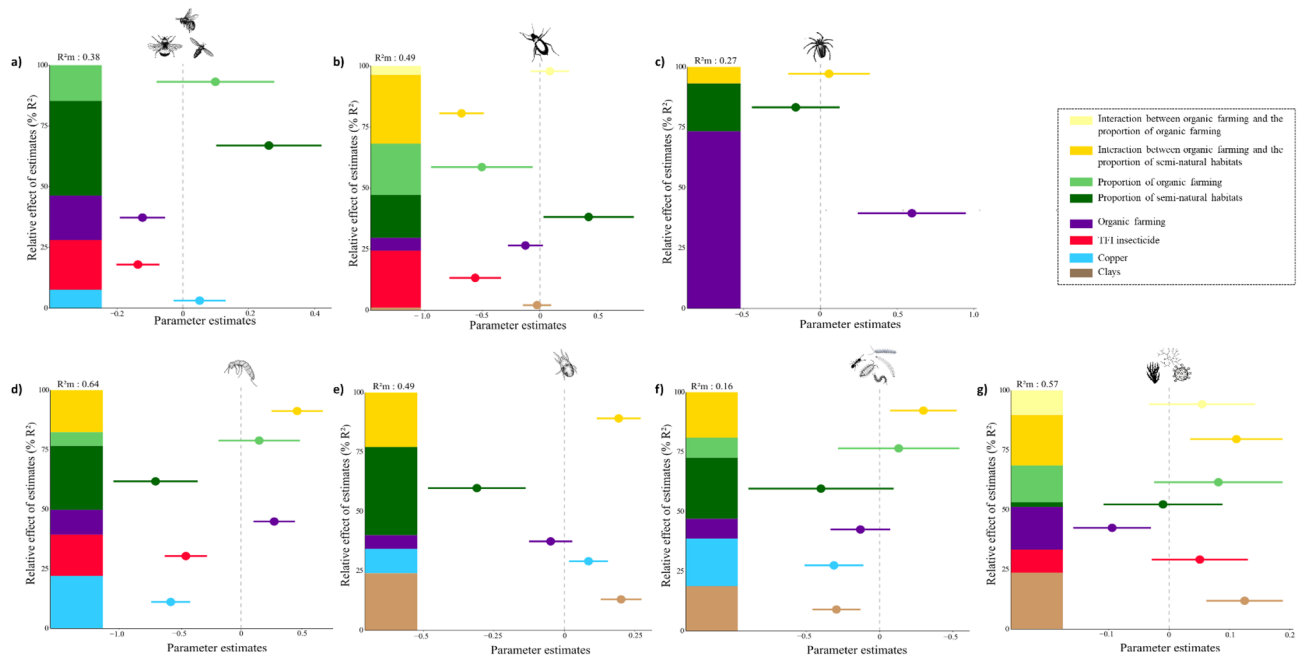 a)
R²m : 0.38
Relative effect of estimates (% R²)
100
75
50
25
0
−0.2
0
0.2
0.4
Parameter estimates
b)
R²m : 0.49
Relative effect of estimates (% R²)
100
75
50
25
0
−1.0
−0.5
0
0.5
Parameter estimates
c)
R²m : 0.27
Relative effect of estimates (% R²)
100
75
50
25
0
−0.5
0
0.5
1.0
Parameter estimates
Interaction between organic farming and the
proportion of organic farming
Interaction between organic farming and the
proportion of semi-natural habitats
Proportion of organic farming
Proportion of semi-natural habitats
Organic farming
TFI insecticide
Copper
Clays
d)
R²m : 0.64
Relative effect of estimates (% R²)
100
75
50
25
0
−1.0
−0.5
0
0.5
Parameter estimates
e)
R²m : 0.49
Relative effect of estimates (% R²)
100
75
50
25
0
−0.5
−0.25
0
0.25
Parameter estimates
f)
R²m : 0.16
Relative effect of estimates (% R²)
100
75
50
25
0
−0.5
0
0.5
Parameter estimates
g)
R²m : 0.57
Relative effect of estimates (% R²)
100
75
50
25
0
−0.1
0
0.1
0.2
Parameter estimates